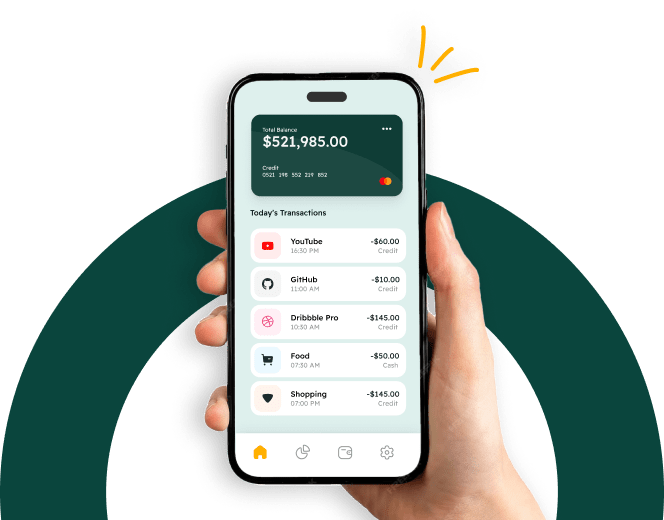 Total Balance
$521,985.00
Credit
0521 198 552 219 852
Today's Transactions
YouTube
-$60.00
16:30 PM
Credit
GitHub
-$10.00
11:00 AM
Credit
Dribbble Pro
-$145.00
10:30 AM
Credit
Food
-$50.00
07:30 AM
Cash
Shopping
-$145.00
07:00 PM
Credit